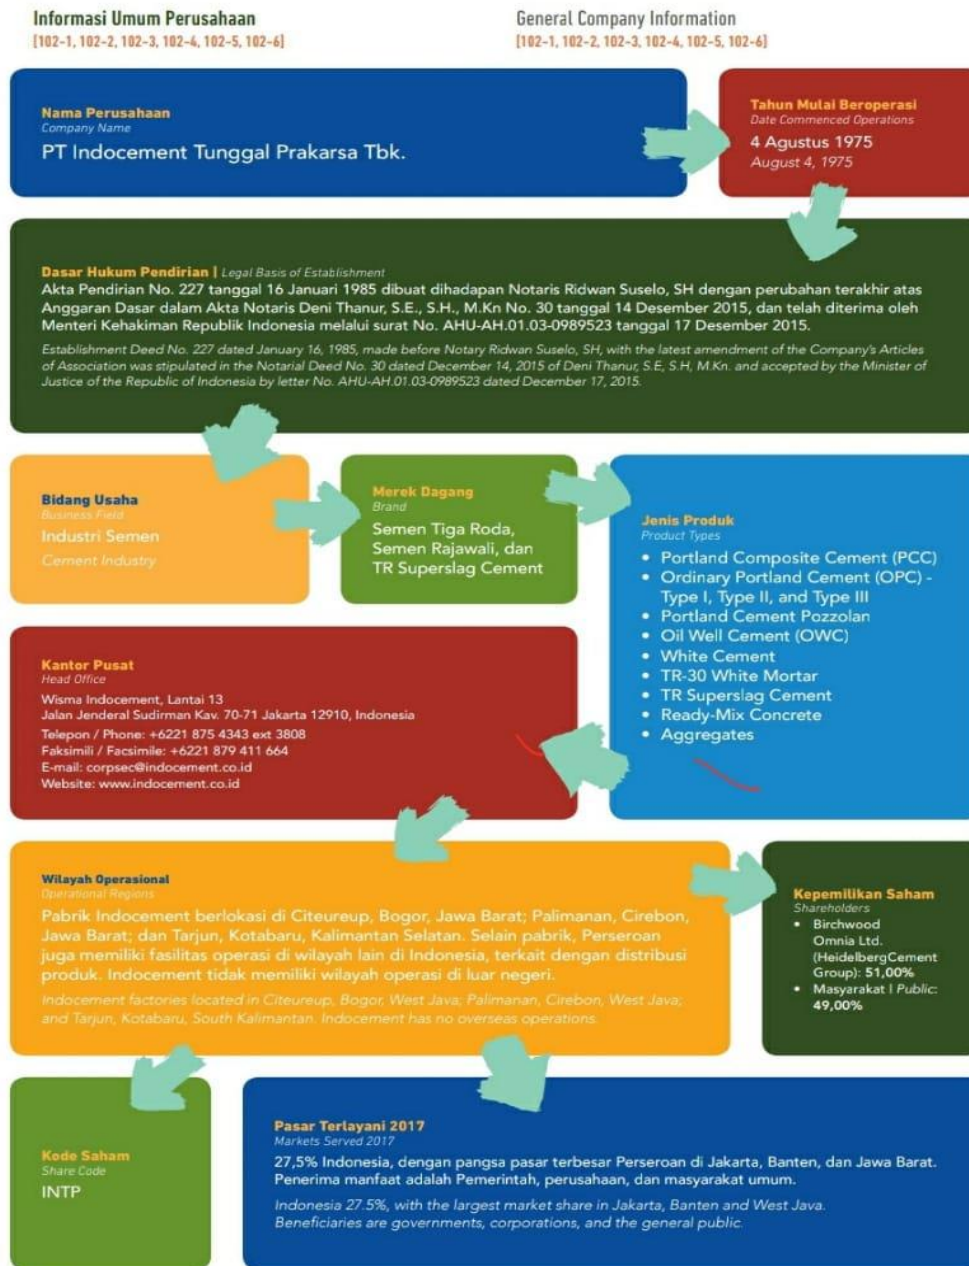 Informasi Umum Perusahaan
[102-1, 102-2, 102-3, 102-4, 102-5, 102-6]
General Company Information
[102-1, 102-2, 102-3, 102-4, 102-5, 102-6]
Nama Perusahaan
Company Name
PT Indocement Tunggal Prakarsa Tbk.
Tahun Mulai Beroperasi
Date Commenced Operations
4 Agustus 1975
August 4, 1975
Dasar Hukum Pendirian | Legal Basis of Establishment
Akta Pendirian No. 227 tanggal 16 Januari 1985 dibuat dihadapan Notaris Ridwan Suselo, SH dengan perubahan terakhir atas
Anggaran Dasar dalam Akta Notaris Deni Thanur, S.E., S.H., M.Kn No. 30 tanggal 14 Desember 2015, dan telah diterima oleh
Menteri Kehakiman Republik Indonesia melalui surat No. AHU-AH.01.03-0989523 tanggal 17 Desember 2015.
Establishment Deed No. 227 dated January 16, 1985, made before Notary Ridwan Suselo, SH, with the latest amendment of the Company's Articles
of Association was stipulated in the Notarial Deed No. 30 dated December 14, 2015 of Deni Thanur, S.E, S.H, M.Kn. and accepted by the Minister of
Justice of the Republic of Indonesia by letter No. AHU-AH.01.03-0989523 dated December 17, 2015.
Bidang Usaha
Business Field
Industri Semen
Cement Industry
Merek Dagang
Brand
Semen Tiga Roda,
Semen Rajawali, dan
TR Superslag Cement
Jenis Produk
Product Types
• Portland Composite Cement (PCC)
• Ordinary Portland Cement (OPC) -
Type I, Type II, and Type III
• Portland Cement Pozzolan
• Oil Well Cement (OWC)
• White Cement
• TR-30 White Mortar
• TR Superslag Cement
• Ready-Mix Concrete
• Aggregates
Kantor Pusat
Head Office
Wisma Indocement, Lantai 13
Jalan Jenderal Sudirman Kav. 70-71 Jakarta 12910, Indonesia
Telepon / Phone: +6221 875 4343 ext 3808
Faksimili / Facsimile: +6221 879 411 664
E-mail: corpsec@indocement.co.id
Website: www.indocement.co.id
Wilayah Operasional
Operational Regions
Pabrik Indocement berlokasi di Citeureup, Bogor, Jawa Barat; Palimanan, Cirebon,
Jawa Barat; dan Tarjun, Kotabaru, Kalimantan Selatan. Selain pabrik, Perseroan
juga memiliki fasilitas operasi di wilayah lain di Indonesia, terkait dengan distribusi
produk. Indocement tidak memiliki wilayah operasi di luar negeri.
Indocement factories located in Citeureup, Bogor, West Java; Palimanan, Cirebon, West Java;
and Tarjun, Kotabaru, South Kalimantan. Indocement has no overseas operations.
Kepemilikan Saham
Shareholders
• Birchwood
Omnia Ltd.
(HeidelbergCement
Group): 51,00%
• Masyarakat | Public:
49,00%
Kode Saham
Share Code
INTP
Pasar Terlayani 2017
Markets Served 2017
27,5% Indonesia, dengan pangsa pasar terbesar Perseroan di Jakarta, Banten, dan Jawa Barat.
Penerima manfaat adalah Pemerintah, perusahaan, dan masyarakat umum.
Indonesia 27.5%, with the largest market share in Jakarta, Banten and West Java.
Beneficiaries are governments, corporations, and the general public.